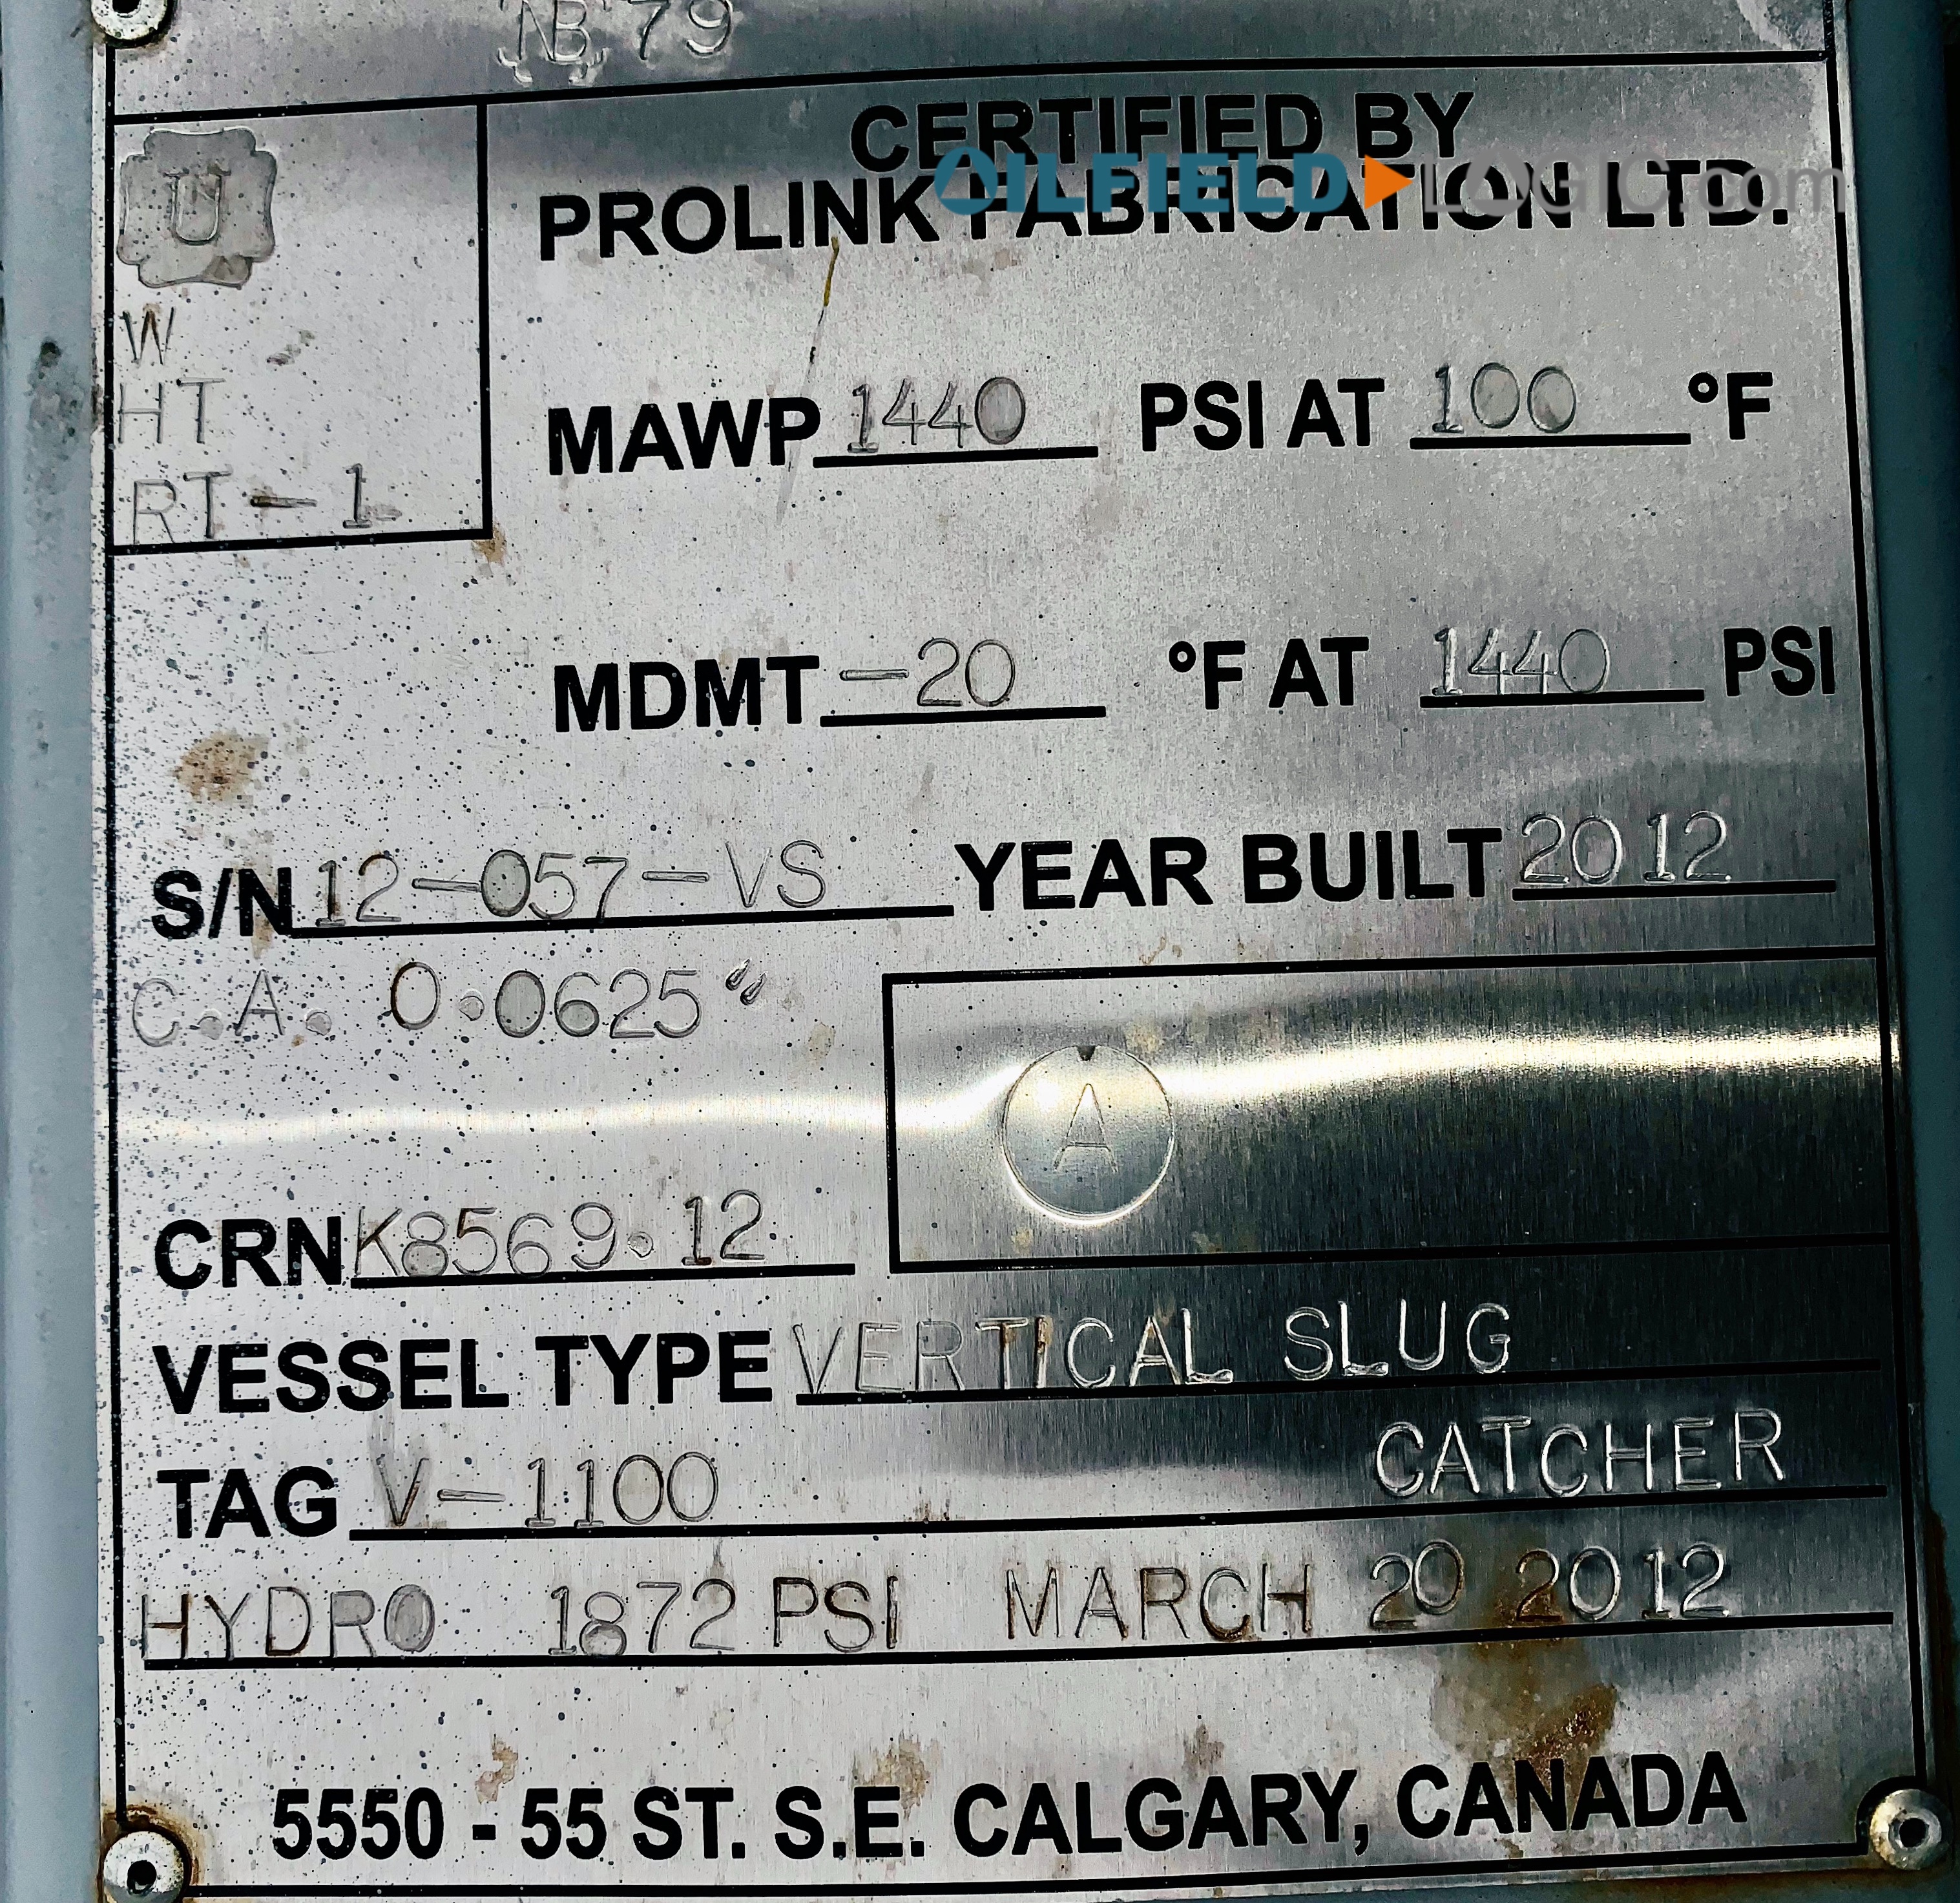 NB 79
CERTIFIED BY
OILFIELD LOGIC.com
PROLINK FABRICATION LTD.
U
W
HT
RT-1
MAWP 1440 PSI AT 100 °F
MDMT -20 °F AT 1440 PSI
S/N 12-057-VS YEAR BUILT 2012
C.A. 0.0625"
A
CRN K8569.12
VESSEL TYPE VERTICAL SLUG
CATCHER
TAG V-1100
HYDRO 1872 PSI MARCH 20 2012
5550 - 55 ST. S.E. CALGARY, CANADA